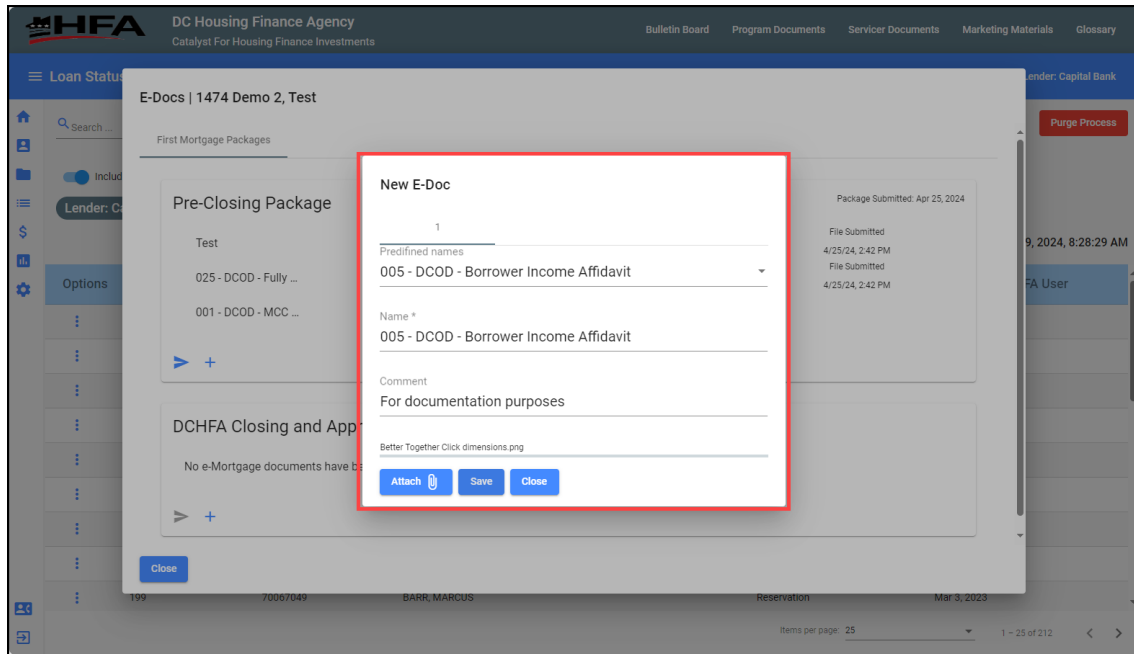 HFA
DC Housing Finance Agency
Catalyst For Housing Finance Investments
Bulletin Board Program Documents Servicer Documents Marketing Materials Glossary
Loan Status
Lender: Capital Bank
E-Docs | 1474 Demo 2, Test
Search ...
First Mortgage Packages
Purge Process
Includ
Lender: Ca
Pre-Closing Package
Package Submitted: Apr 25, 2024
Test
File Submitted
4/25/24, 2:42 PM
025 - DCOD - Fully ...
File Submitted
4/25/24, 2:42 PM
001 - DCOD - MCC ...
9, 2024, 8:28:29 AM
Options
FA User
New E-Doc
1
Predifined names
005 - DCOD - Borrower Income Affidavit
Name *
005 - DCOD - Borrower Income Affidavit
Comment
For documentation purposes
Better Together Click dimensions.png
Attach Save Close
DCHFA Closing and App
No e-Mortgage documents have be
Close
199 70067049 BARR, MARCUS Reservation Mar 3, 2023
Items per page: 25 1 – 25 of 212